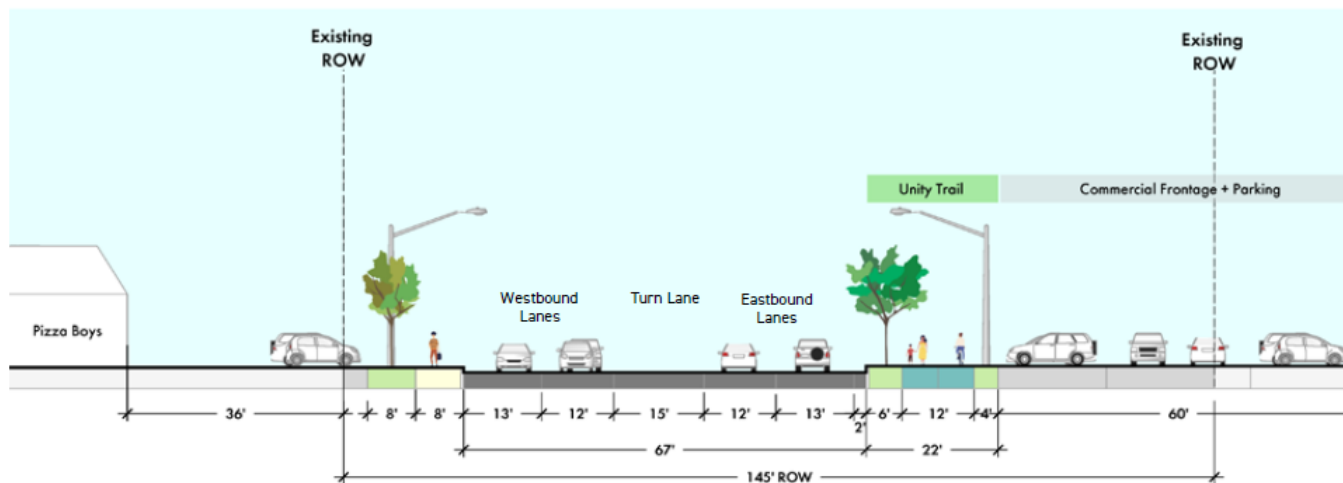 Existing
ROW
Existing
ROW
Unity Trail
Commercial Frontage + Parking
Westbound
Lanes
Turn Lane
Eastbound
Lanes
Pizza Boys
36'
8'
8'
13'
12'
15'
12'
13'
2'
6'
12'
4'
60'
67'
22'
145' ROW